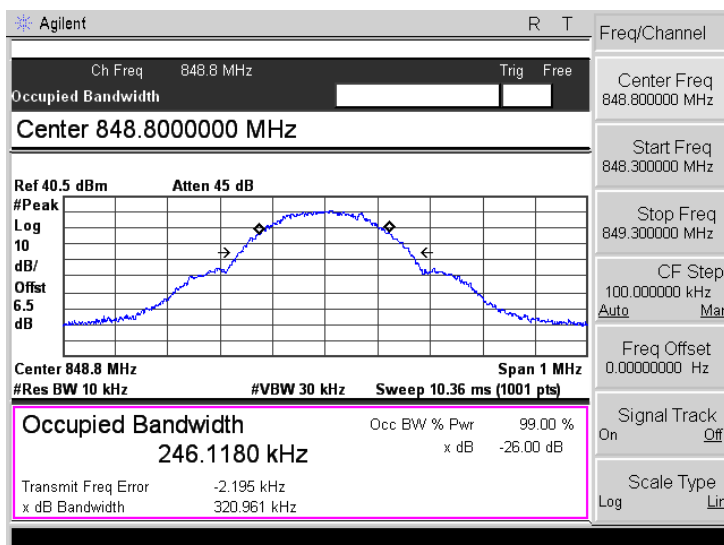 Agilent R T
Freq/Channel
Ch Freq 848.8 MHz Trig Free
Occupied Bandwidth
Center 848.8000000 MHz
Ref 40.5 dBm Atten 45 dB
#Peak
Log
10
dB/
Offst
6.5
dB
Center 848.8 MHz Span 1 MHz
#Res BW 10 kHz #VBW 30 kHz Sweep 10.36 ms (1001 pts)
Occupied Bandwidth
246.1180 kHz
Occ BW % Pwr 99.00 %
x dB -26.00 dB
Transmit Freq Error -2.195 kHz
x dB Bandwidth 320.961 kHz
Center Freq
848.800000 MHz
Start Freq
848.300000 MHz
Stop Freq
849.300000 MHz
CF Step
100.000000 kHz
Auto Man
Freq Offset
0.00000000 Hz
Signal Track
On Off
Scale Type
Log Lin